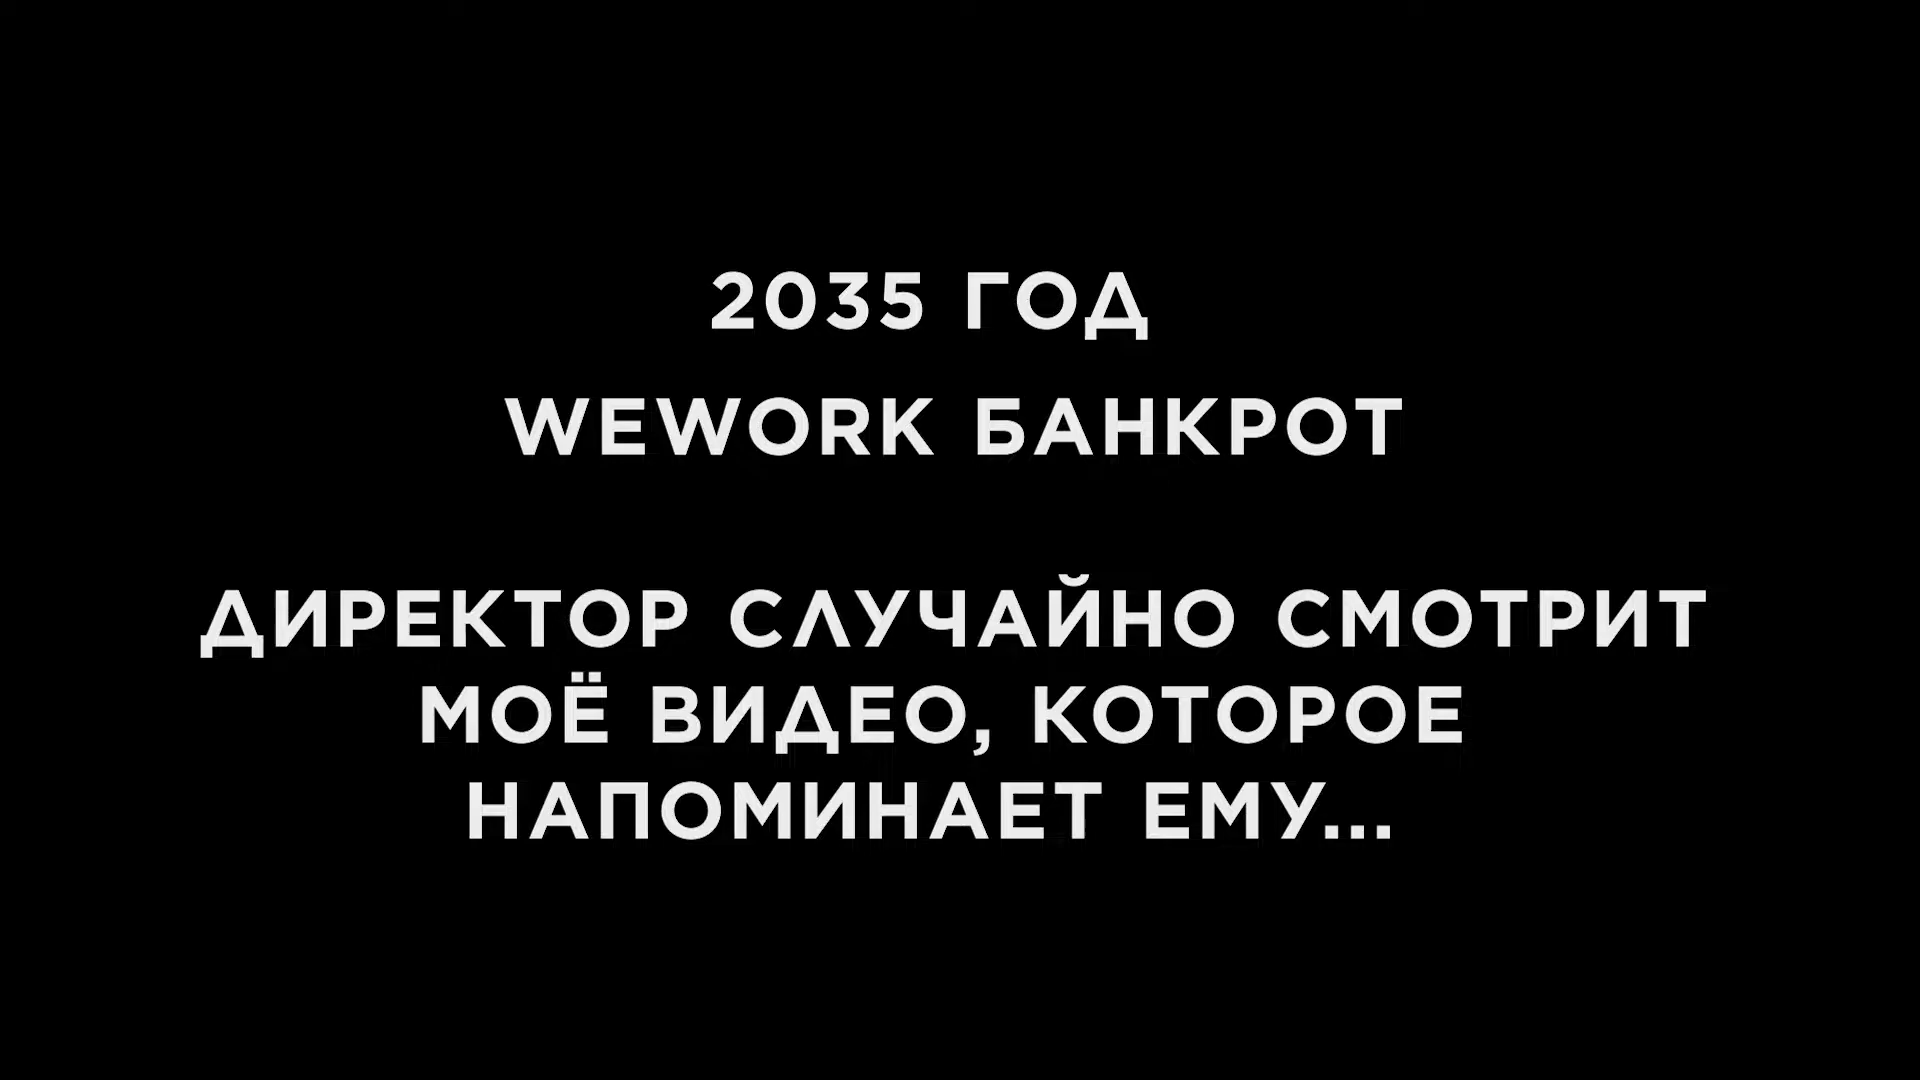 2035 ГОД
WEWORK БАНКРОТ
ДИРЕКТОР СЛУЧАЙНО СМОТРИТ
МОЁ ВИДЕО, КОТОРОЕ
НАПОМИНАЕТ ЕМУ...